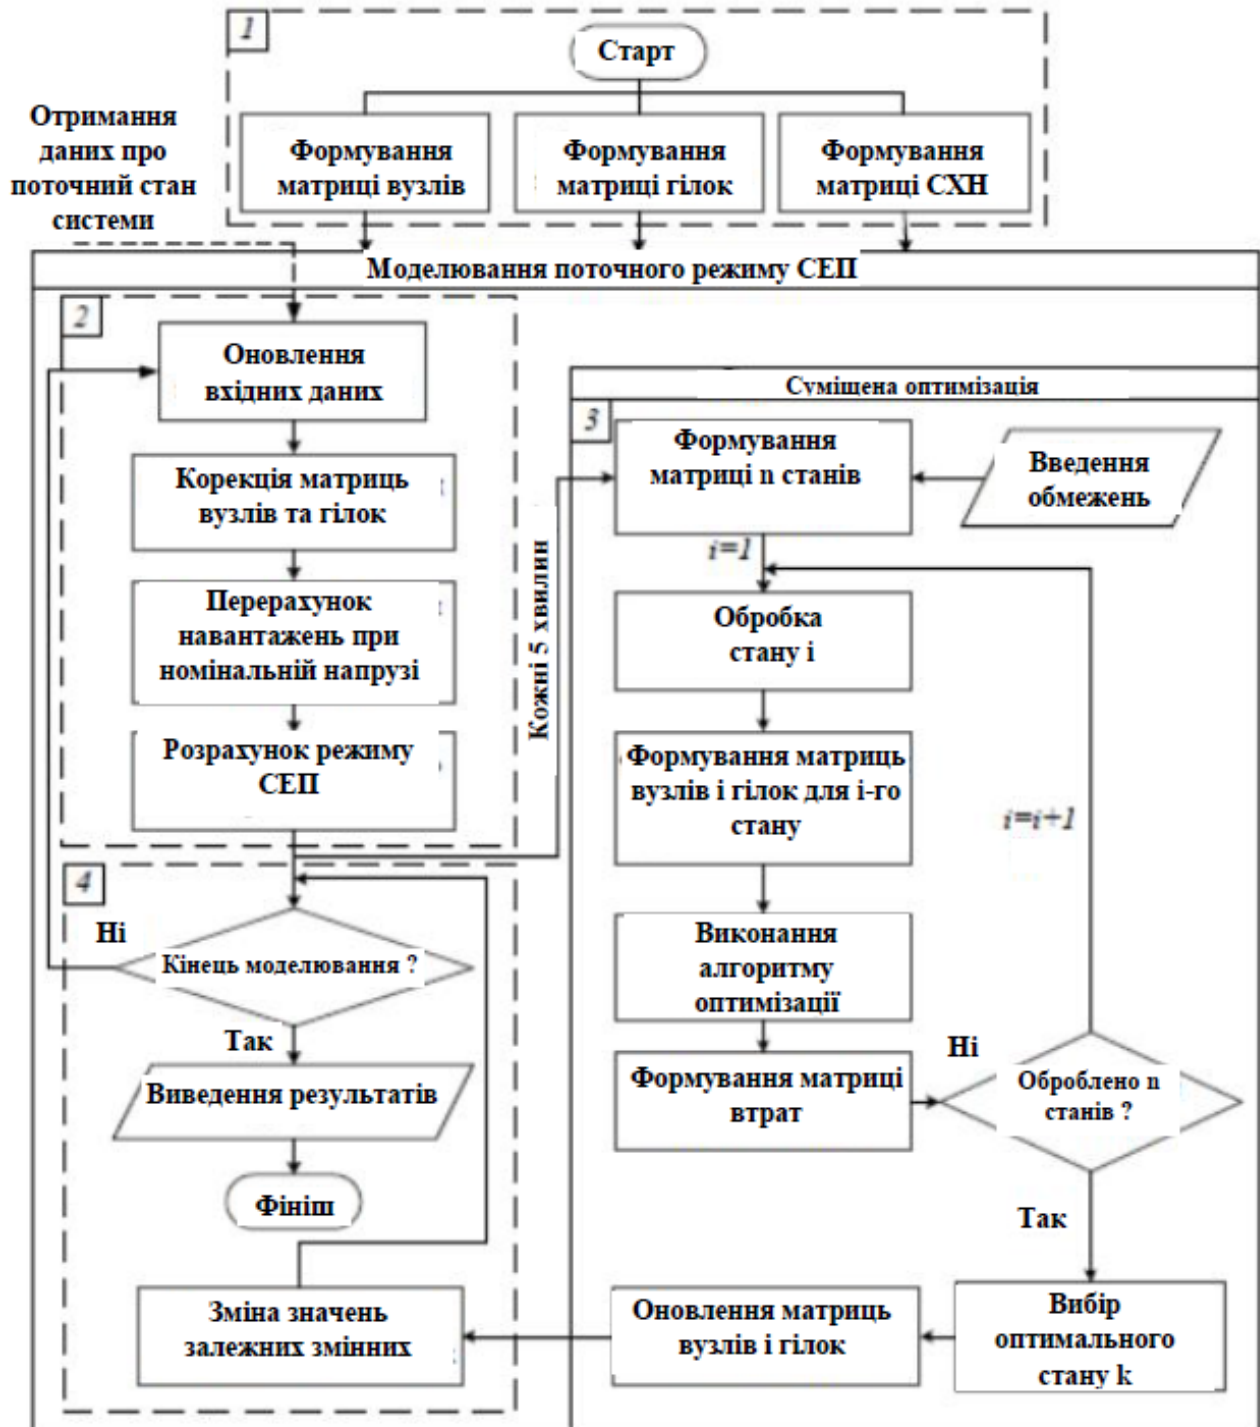 1
Старт
Отримання
даних про
поточний стан
системи
Формування
матриці вузлів
Формування
матриці гілок
Формування
матриці СХН
Моделювання поточного режиму СЕП
2
Оновлення
вхідних даних
Корекція матриць
вузлів та гілок
Перерахунок
навантажень при
номінальній напрузі
Розрахунок режиму
СЕП
Кожні 5 хвилин
Суміщена оптимізація
3
Формування
матриці n станів
Введення
обмежень
i=1
Обробка
стану i
Формування матриць
вузлів і гілок для i-го
стану
i=i+1
Виконання
алгоритму
оптимізації
Формування матриці
втрат
Ні
Оброблено n
станів ?
Так
Вибір
оптимального
стану k
Оновлення матриць
вузлів і гілок
4
Ні
Кінець моделювання ?
Так
Виведення результатів
Фініш
Зміна значень
залежних змінних